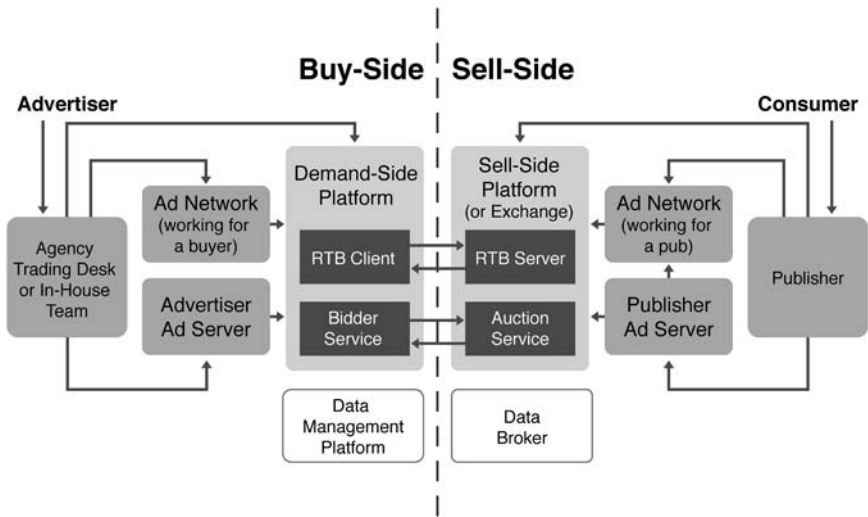 Buy-Side
Sell-Side
Advertiser
Consumer
Agency
Trading Desk
or In-House
Team
Ad Network
(working for
a buyer)
Advertiser
Ad Server
Demand-Side
Platform
RTB Client
Bidder
Service
Data
Management
Platform
Sell-Side
Platform
(or Exchange)
RTB Server
Auction
Service
Data
Broker
Ad Network
(working for
a pub)
Publisher
Ad Server
Publisher